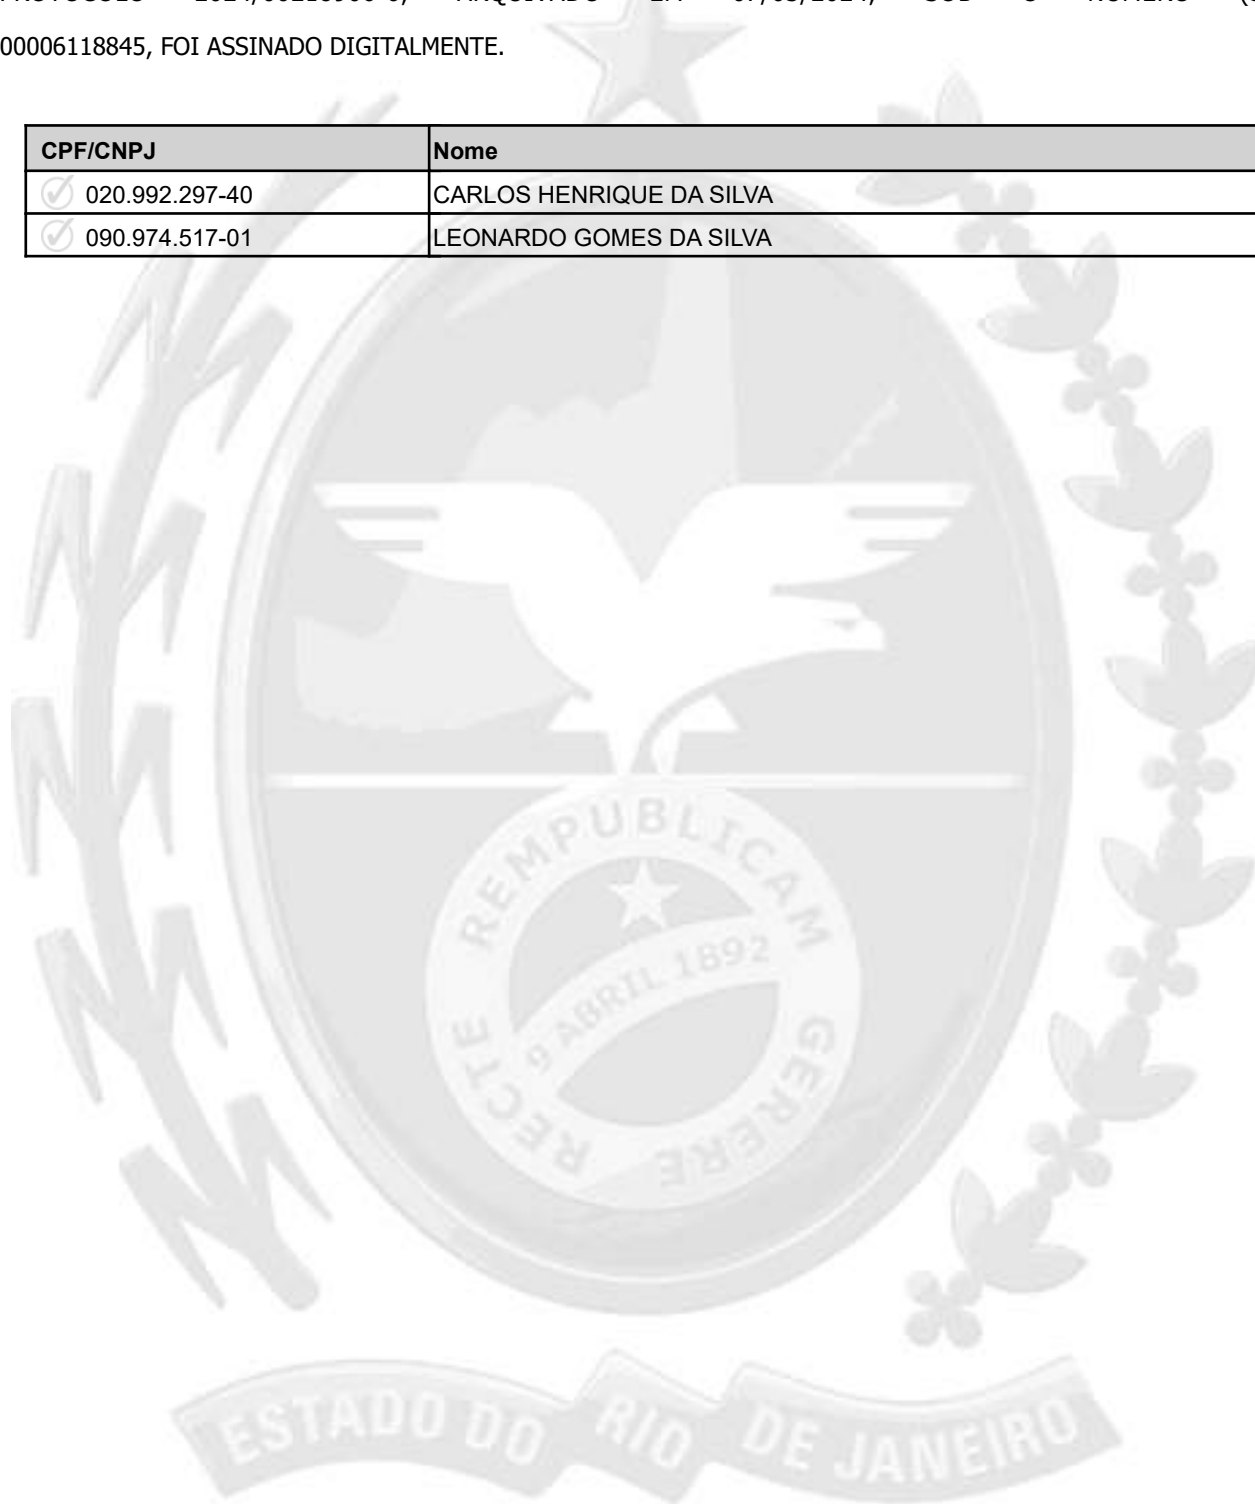 00006118845, FOI ASSINADO DIGITALMENTE.
CPF/CNPJ Nome
020.992.297-40 CARLOS HENRIQUE DA SILVA
090.974.517-01 LEONARDO GOMES DA SILVA
REMPUBLICAM
9 ABRIL 1892
RECTE GERERE
ESTADO DO RIO DE JANEIRO